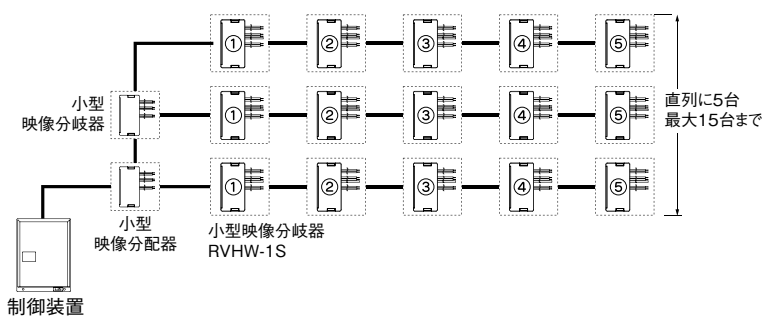 ① ② ③ ④ ⑤
小型
映像分岐器
① ② ③ ④ ⑤
直列に5台
最大15台まで
① ② ③ ④ ⑤
小型
映像分配器
小型映像分岐器
RVHW-1S
制御装置